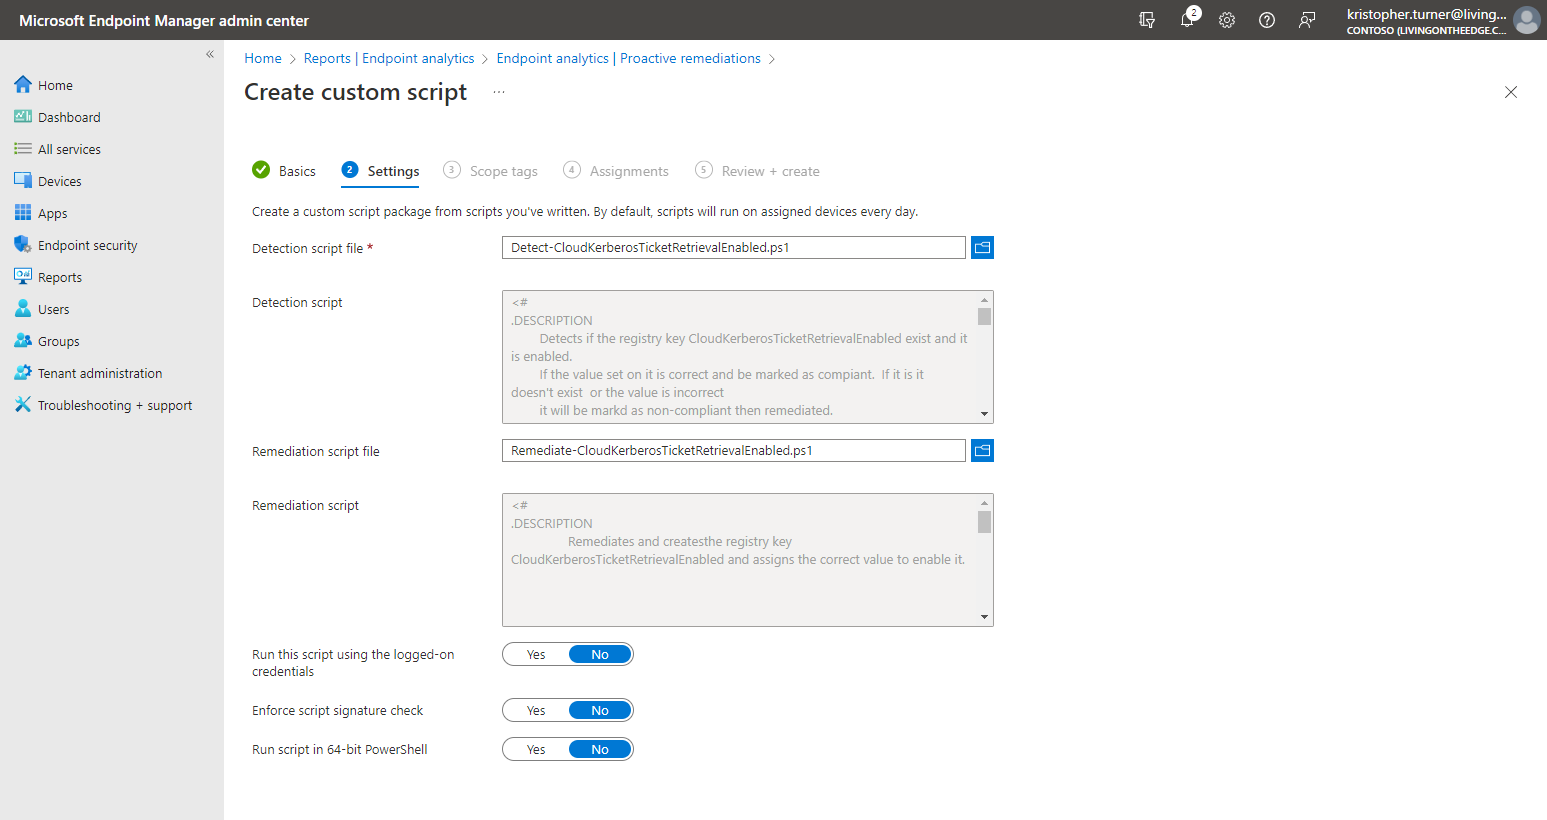 Microsoft Endpoint Manager admin center
2
kristopher.turner@living...
CONTOSO (LIVINGONTHEEDGE.C...
«
Home
Dashboard
All services
Devices
Apps
Endpoint security
Reports
Users
Groups
Tenant administration
Troubleshooting + support
Home > Reports | Endpoint analytics > Endpoint analytics | Proactive remediations >
Create custom script ...
Basics 2 Settings 3 Scope tags 4 Assignments 5 Review + create
Create a custom script package from scripts you've written. By default, scripts will run on assigned devices every day.
Detection script file * Detect-CloudKerberosTicketRetrievalEnabled.ps1
Detection script
<#
.DESCRIPTION
Detects if the registry key CloudKerberosTicketRetrievalEnabled exist and it
is enabled.
If the value set on it is correct and be marked as compiant. If it is it
doesn't exist or the value is incorrect
it will be markd as non-compliant then remediated.
Remediation script file Remediate-CloudKerberosTicketRetrievalEnabled.ps1
Remediation script
<#
.DESCRIPTION
Remediates and createsthe registry key
CloudKerberosTicketRetrievalEnabled and assigns the correct value to enable it.
Run this script using the logged-on
credentials
Yes No
Enforce script signature check Yes No
Run script in 64-bit PowerShell Yes No